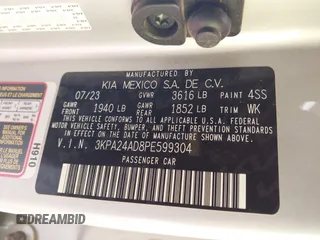 MANUFACTURED BY
KIA MEXICO S.A. DE C.V.
07/23 GVWR 3616 LB PAINT 4SS
GAWR FRONT 1940 LB GAWR REAR 1852 LB TRIM WK
THIS VEHICLE CONFORMS TO ALL APPLICABLE U.S.
FEDERAL MOTOR VEHICLE SAFETY, BUMPER, AND
THEFT PREVENTION STANDARDS IN EFFECT ON THE
DATE OF MANUFACTURE SHOWN ABOVE.
V.I.N. 3KPA24AD8PE599304
PASSENGER CAR
H910
DREAMBID